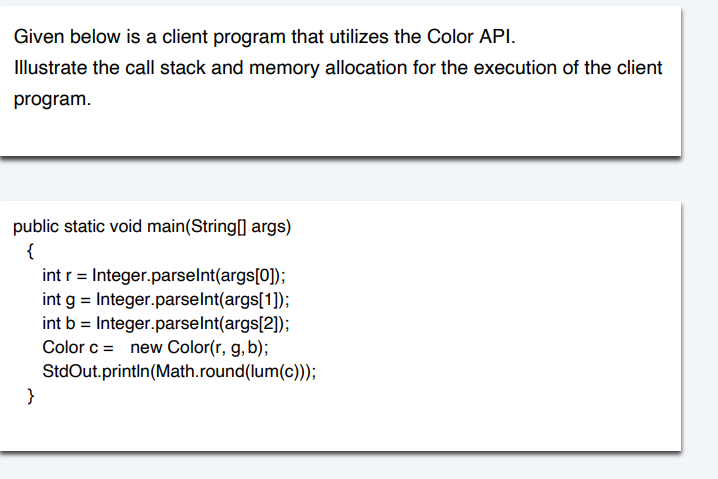 Given below is a client program that utilizes the Color API.
Illustrate the call stack and memory allocation for the execution of the client
program.
public static void main(String[] args)
{
int r = Integer.parseInt(args[0]);
int g = Integer.parseInt(args[1]);
int b = Integer.parseInt(args[2]);
Color c = new Color(r, g, b);
StdOut.println(Math.round(lum(c)));
}